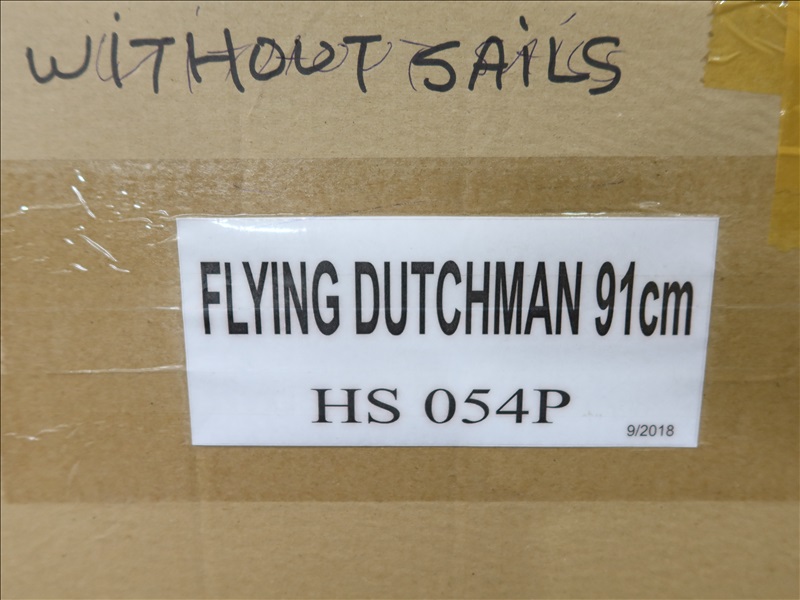 WITHOUT SAILS
FLYING DUTCHMAN 91cm
HS 054P
9/2018